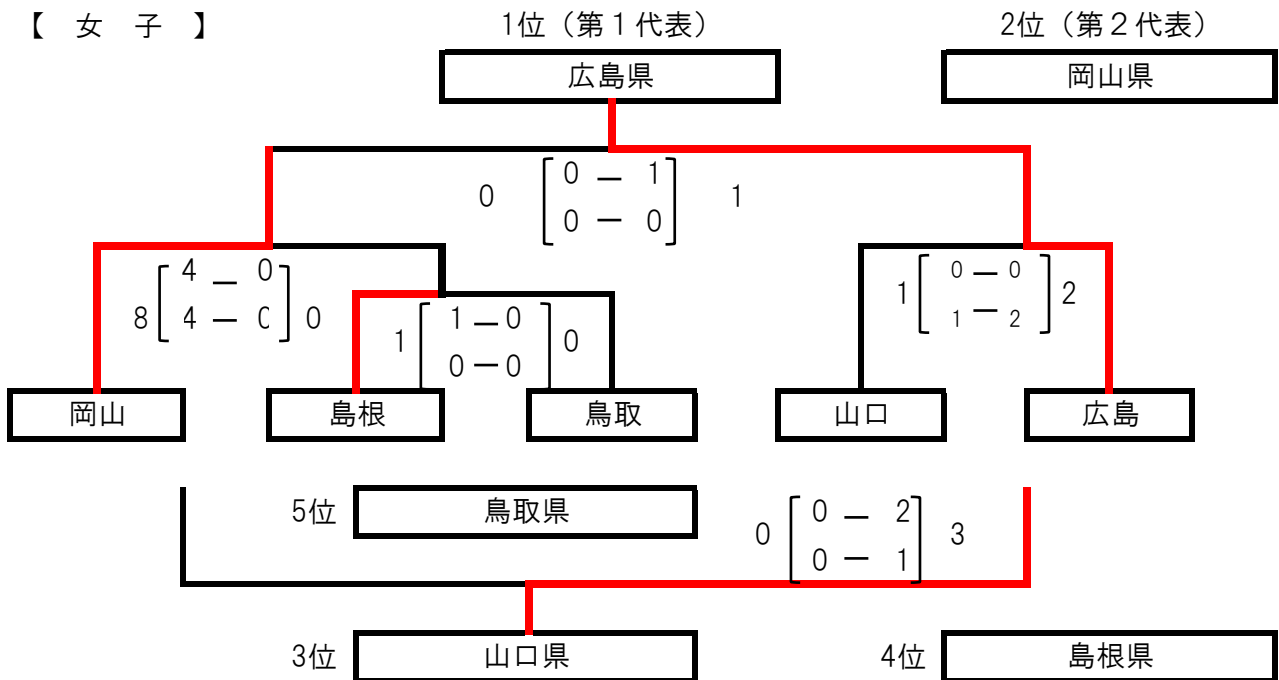 【 女 子 】 1位（第１代表） 2位（第２代表）
広島県 岡山県
0 0 ー 1 1
0 ー 0
4 ー 0
8 4 ー 0 0
1 1 ー 0 0
0 ー 0
1 0 ー 0 2
1 ー 2
岡山 島根 鳥取 山口 広島
5位 鳥取県
0 0 ー 2 3
0 ー 1
3位 山口県 4位 島根県